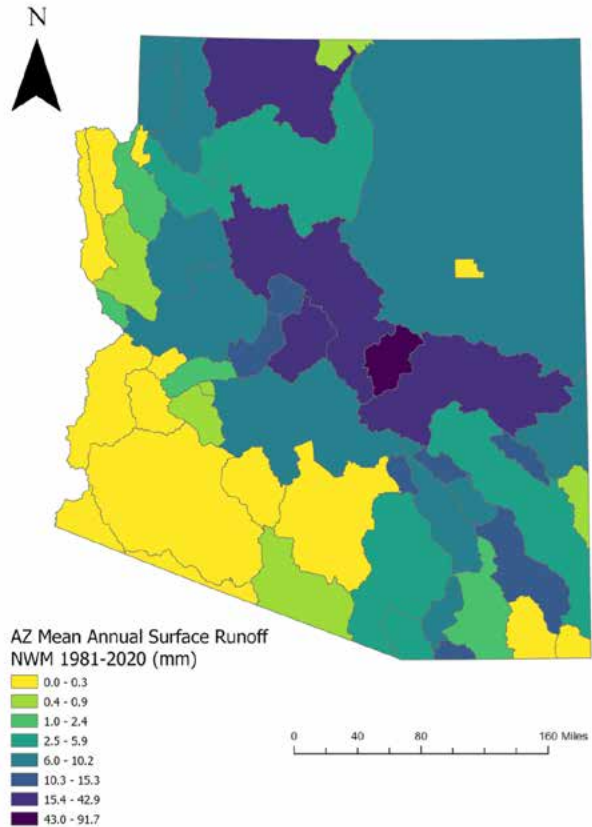 N
AZ Mean Annual Surface Runoff
NWM 1981-2020 (mm)
0.0 - 0.3
0.4 - 0.9
1.0 - 2.4
2.5 - 5.9
6.0 - 10.2
10.3 - 15.3
15.4 - 42.9
43.0 - 91.7
0 40 80 160 Miles